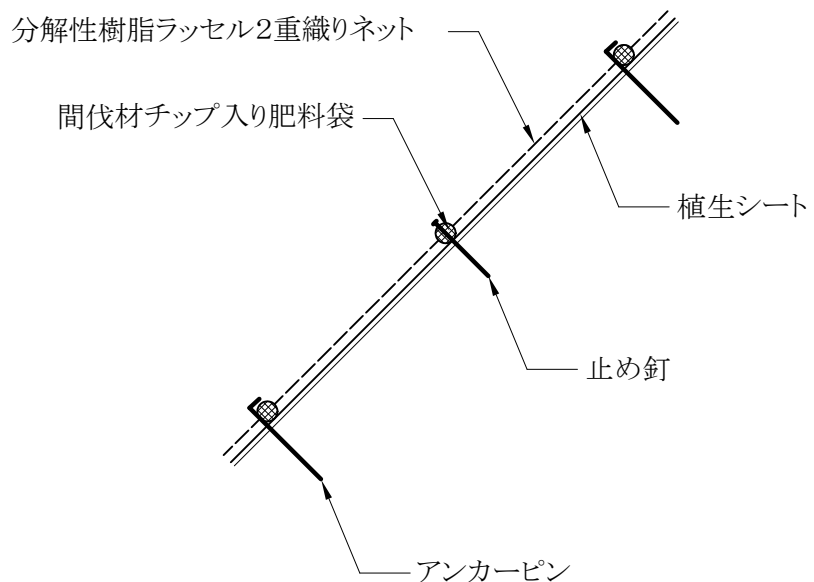 分解性樹脂ラッセル2重織りネット
間伐材チップ入り肥料袋
植生シート
止め釘
アンカーピン